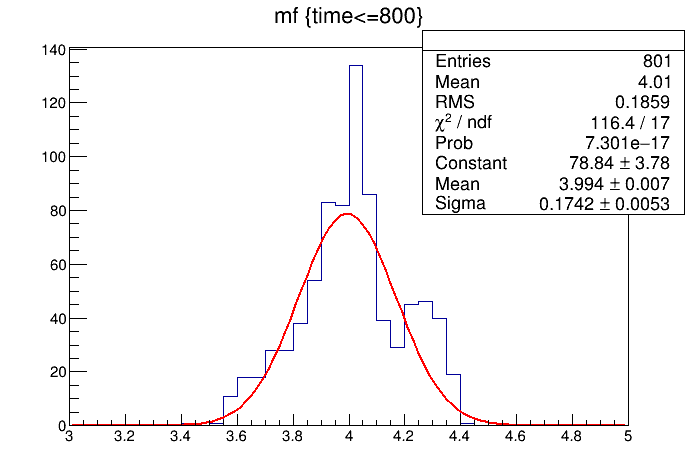 mf {time<=800}
Entries 801
Mean 4.01
RMS 0.1859
χ² / ndf 116.4 / 17
Prob 7.301e−17
Constant 78.84 ± 3.78
Mean 3.994 ± 0.007
Sigma 0.1742 ± 0.0053
140
120
100
80
60
40
20
0
3 3.2 3.4 3.6 3.8 4 4.2 4.4 4.6 4.8 5